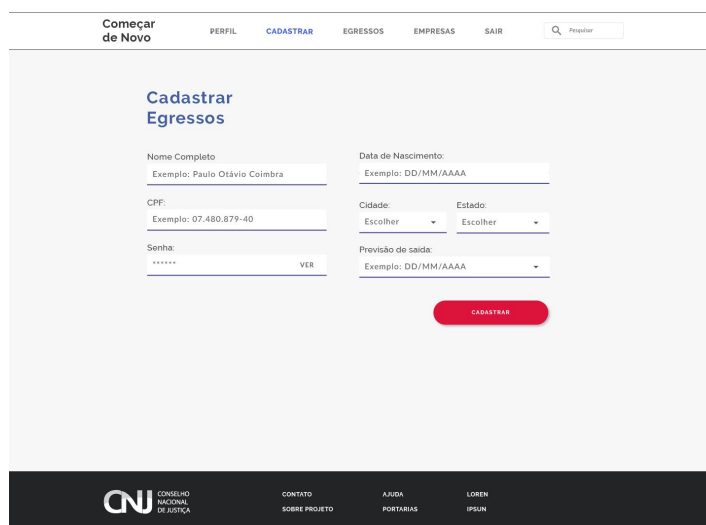 Começar
de Novo
PERFIL CADASTRAR EGRESSOS EMPRESAS SAIR Pesquisar
Cadastrar
Egressos
Nome Completo
Exemplo: Paulo Otávio Coimbra
CPF:
Exemplo: 07.480.879-40
Senha:
****** VER
Data de Nascimento:
Exemplo: DD/MM/AAAA
Cidade: Estado:
Escolher Escolher
Previsão de saída:
Exemplo: DD/MM/AAAA
CADASTRAR
CNJ
CONSELHO
NACIONAL
DE JUSTIÇA
CONTATO AJUDA LOREN
SOBRE PROJETO PORTARIAS IPSUN